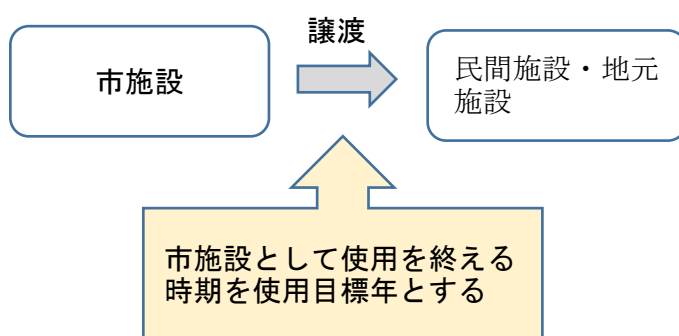 譲渡
市施設
民間施設・地元
施設
市施設として使用を終える
時期を使用目標年とする